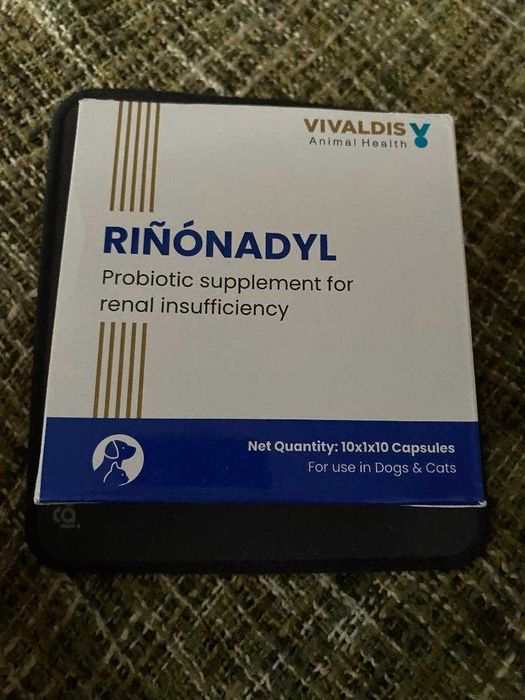 VIVALDIS
Animal Health
RIÑÓNADYL
Probiotic supplement for
renal insufficiency
Net Quantity: 10x1x10 Capsules
For use in Dogs & Cats